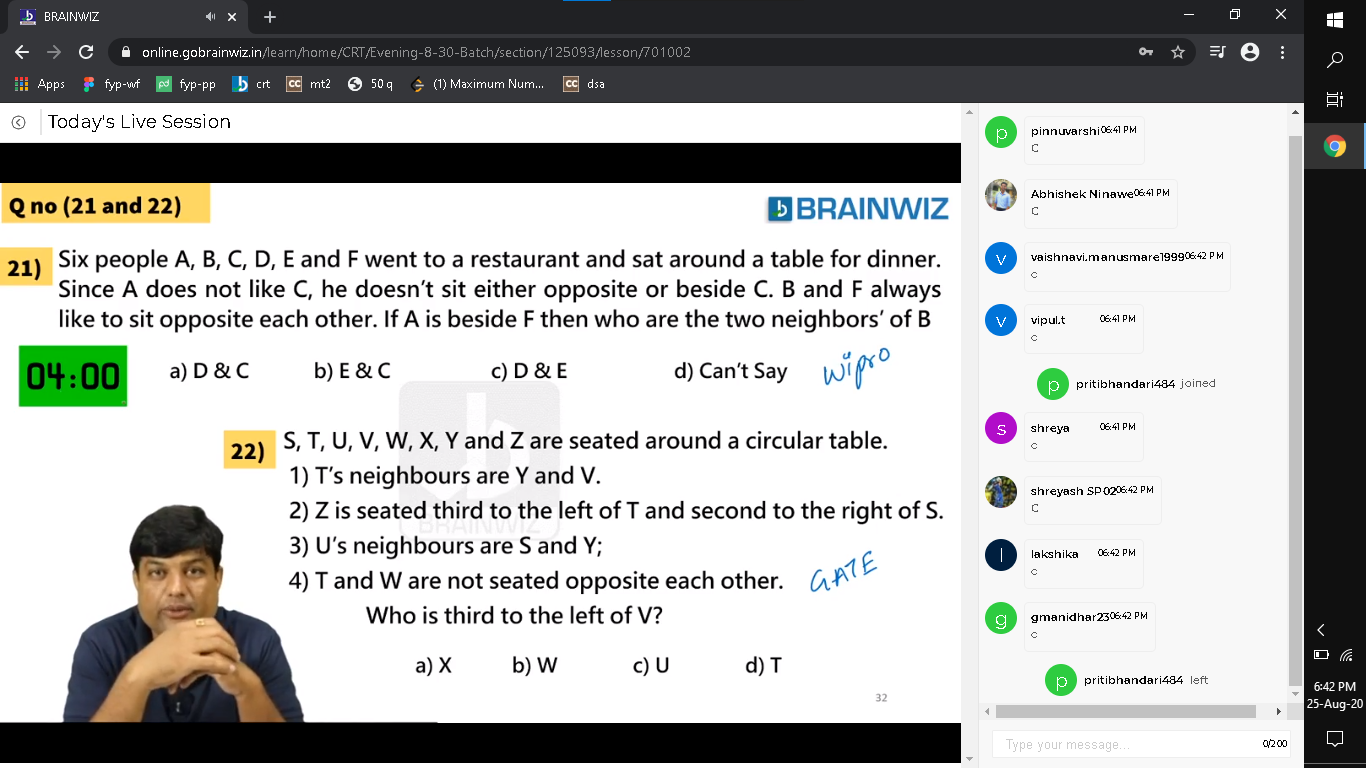 BRAINWIZ
online.gobrainwiz.in/learn/home/CRT/Evening-8-30-Batch/section/125093/lesson/701002
Apps fyp-wf fyp-pp crt mt2 50 q (1) Maximum Num... dsa
Today's Live Session
Q no (21 and 22)
BRAINWIZ
21) Six people A, B, C, D, E and F went to a restaurant and sat around a table for dinner.
Since A does not like C, he doesn't sit either opposite or beside C. B and F always
like to sit opposite each other. If A is beside F then who are the two neighbors' of B
04:00
a) D & C b) E & C c) D & E d) Can't Say wipro
22) S, T, U, V, W, X, Y and Z are seated around a circular table.
1) T's neighbours are Y and V.
2) Z is seated third to the left of T and second to the right of S.
BRAINWIZ
3) U's neighbours are S and Y;
4) T and W are not seated opposite each other. GATE
Who is third to the left of V?
a) X b) W c) U d) T
32
p pinnuvarshi 06:41 PM
C
Abhishek Ninawe 06:41 PM
C
v vaishnavi.manusmare1999 06:42 PM
c
v vipul.t 06:41 PM
c
p pritibhandari484 joined
s shreya 06:41 PM
c
shreyash SP02 06:42 PM
C
l lakshika 06:42 PM
c
g gmanidhar23 06:42 PM
c
p pritibhandari484 left
Type your message... 0/200
6:42 PM
25-Aug-20